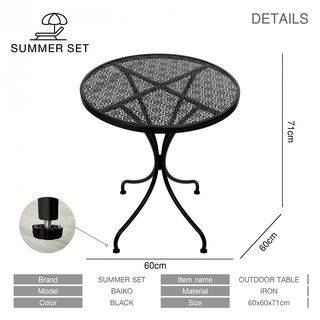 DETAILS
SUMMER SET
71cm
60cm
60cm
Brand SUMMER SET Item name OUTDOOR TABLE
Model BAIKO Material IRON
Color BLACK Size 60x60x71cm